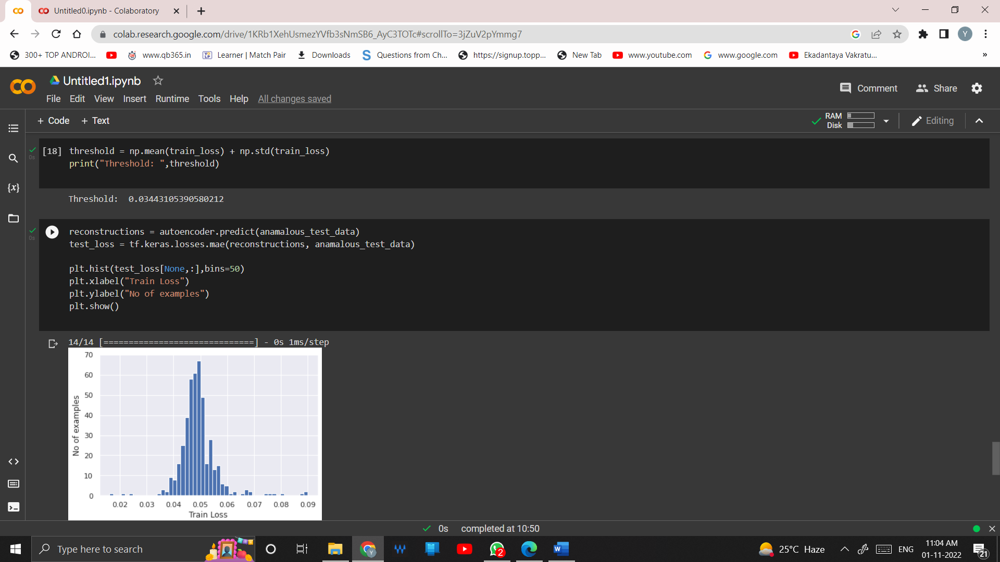 Untitled0.ipynb - Colaboratory
colab.research.google.com/drive/1KRb1XehUsmezYVfb3sNmSB6_AyC3TOTc#scrollTo=3jZuV2pYmmg7
Y
300+ TOP ANDROI... www.qb365.in Learner | Match Pair Downloads Questions from Ch... https://signup.topp... New Tab www.youtube.com www.google.com Ekadantaya Vakratu... »
Untitled1.ipynb
Comment Share
File Edit View Insert Runtime Tools Help All changes saved
+ Code + Text
RAM
Disk
Editing
{x}
0s
[18] threshold = np.mean(train_loss) + np.std(train_loss)
print("Threshold: ",threshold)
Threshold:  0.03443105390580212
0s
reconstructions = autoencoder.predict(anamalous_test_data)
test_loss = tf.keras.losses.mae(reconstructions, anamalous_test_data)
plt.hist(test_loss[None,:],bins=50)
plt.xlabel("Train Loss")
plt.ylabel("No of examples")
plt.show()
14/14 [==============================] - 0s 1ms/step
70
60
50
40
30
20
10
0
No of examples
0.02 0.03 0.04 0.05 0.06 0.07 0.08 0.09
Train Loss
0s completed at 10:50
Type here to search
Y
2
W
25°C Haze
ENG
11:04 AM
01-11-2022
21